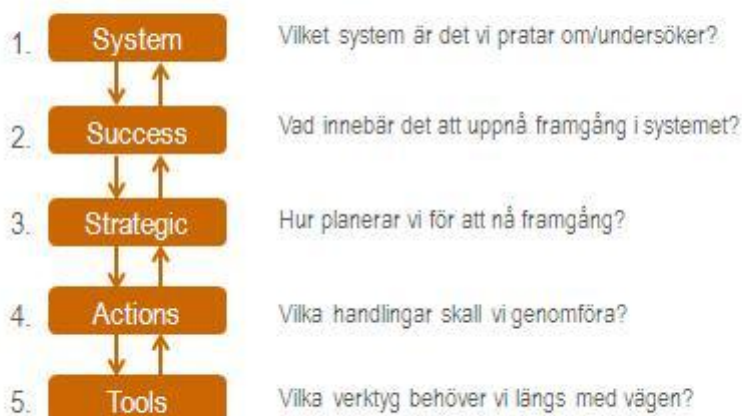 1. System Vilket system är det vi pratar om/undersöker?
2. Success Vad innebär det att uppnå framgång i systemet?
3. Strategic Hur planerar vi för att nå framgång?
4. Actions Vilka handlingar skall vi genomföra?
5. Tools Vilka verktyg behöver vi längs med vägen?